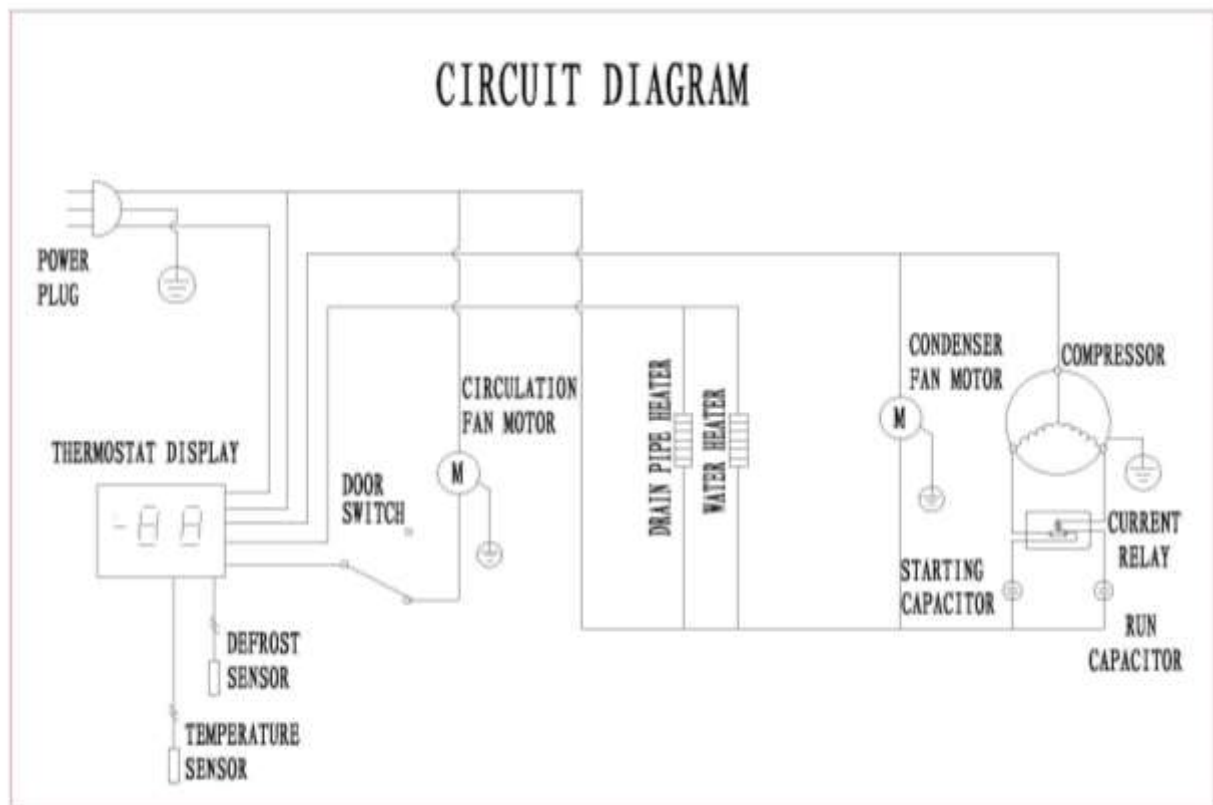 CIRCUIT DIAGRAM
POWER
PLUG
CONDENSER
FAN MOTOR
COMPRESSOR
CIRCULATION
FAN MOTOR
DRAIN PIPE HEATER
WATER HEATER
M
THERMOSTAT DISPLAY
M
DOOR
SWITCH
-88
CURRENT
RELAY
STARTING
CAPACITOR
RUN
CAPACITOR
DEFROST
SENSOR
TEMPERATURE
SENSOR